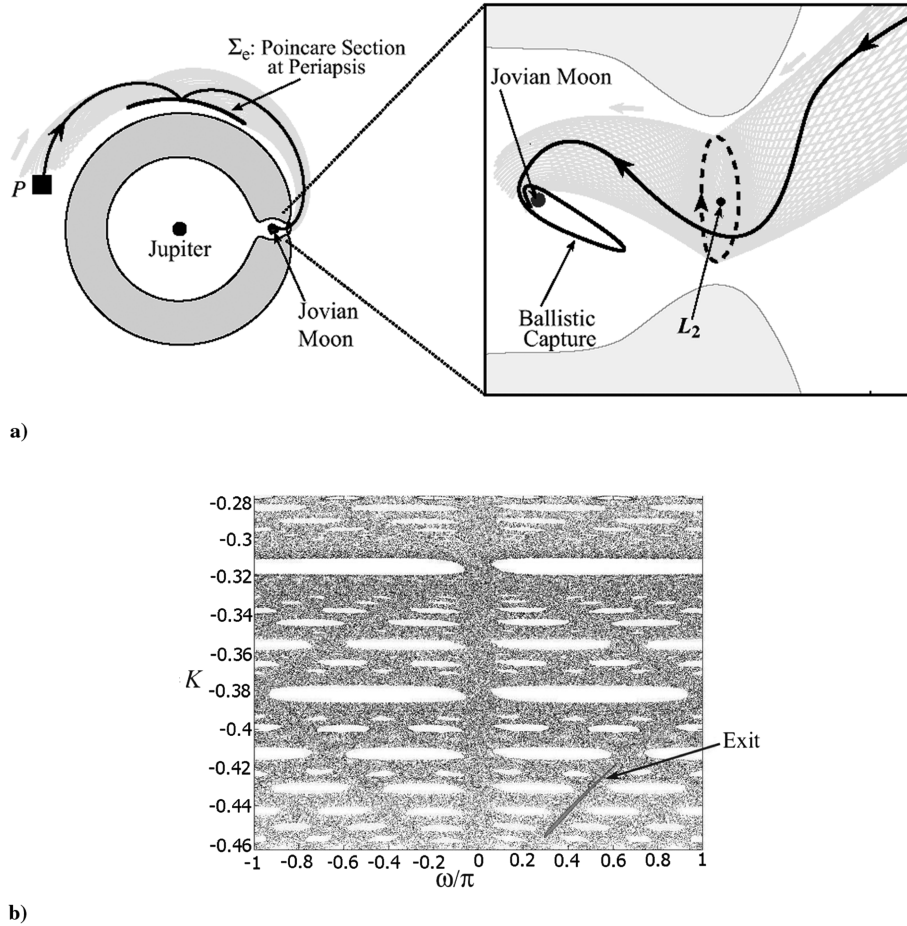 Σe: Poincare Section
at Periapsis
P
Jupiter
Jovian
Moon
Jovian Moon
Ballistic
Capture
L2
a)
-0.28
-0.3
-0.32
-0.34
-0.36
K
-0.38
-0.4
-0.42
-0.44
-0.46
Exit
-1 -0.8 -0.6 -0.4 -0.2 0 0.2 0.4 0.6 0.8 1
ω/π
b)